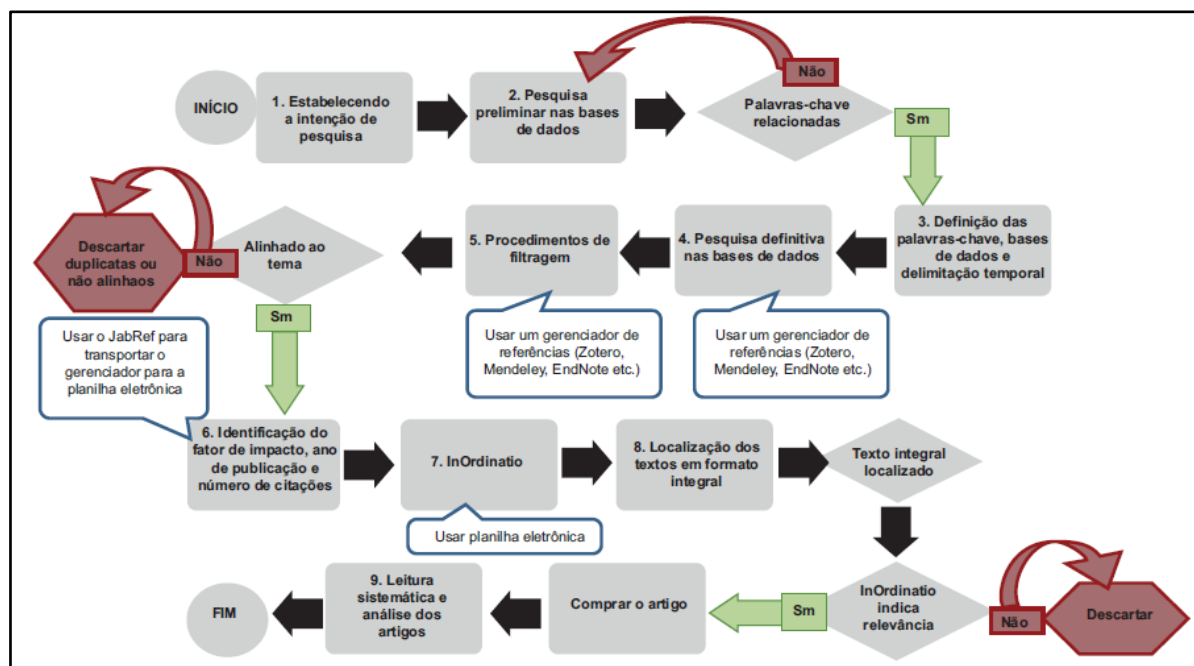 INÍCIO
1. Estabelecendo
a intenção de
pesquisa
2. Pesquisa
preliminar nas bases
de dados
Não
Palavras-chave
relacionadas
Sm
3. Definição das
palavras-chave, bases
de dados e
delimitação temporal
4. Pesquisa definitiva
nas bases de dados
Usar um gerenciador de
referências (Zotero,
Mendeley, EndNote etc.)
5. Procedimentos de
filtragem
Usar um gerenciador de
referências (Zotero,
Mendeley, EndNote etc.)
Alinhado ao
tema
Não
Descartar
duplicatas ou
não alinhaos
Sm
Usar o JabRef para
transportar o
gerenciador para a
planilha eletrônica
6. Identificação do
fator de impacto, ano
de publicação e
número de citações
7. InOrdinatio
Usar planilha eletrônica
8. Localização dos
textos em formato
integral
Texto integral
localizado
InOrdinatio
indica
relevância
Não
Descartar
Sm
Comprar o artigo
9. Leitura
sistemática e
análise dos
artigos
FIM